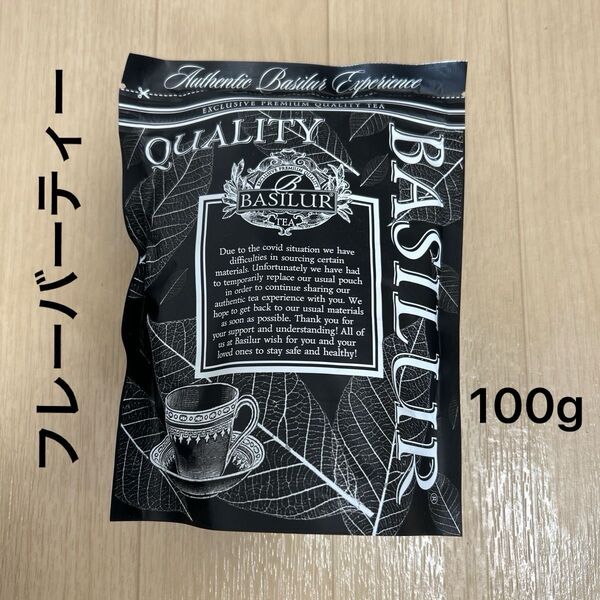 フレーバーティー
Authentic Basilur Experience
EXCLUSIVE PREMIUM QUALITY TEA
QUALITY
BASILUR
BASILUR
TEA
Due to the covid situation we have
difficulties in sourcing certain
materials. Unfortunately we have had
to temporarily replace our usual pouch
in order to continue sharing our
authentic tea experience with you. We
hope to get back to our usual materials
as soon as possible. Thank you for
your support and understanding! All of
us at Basilur wish for you and your
loved ones to stay safe and healthy!
100g